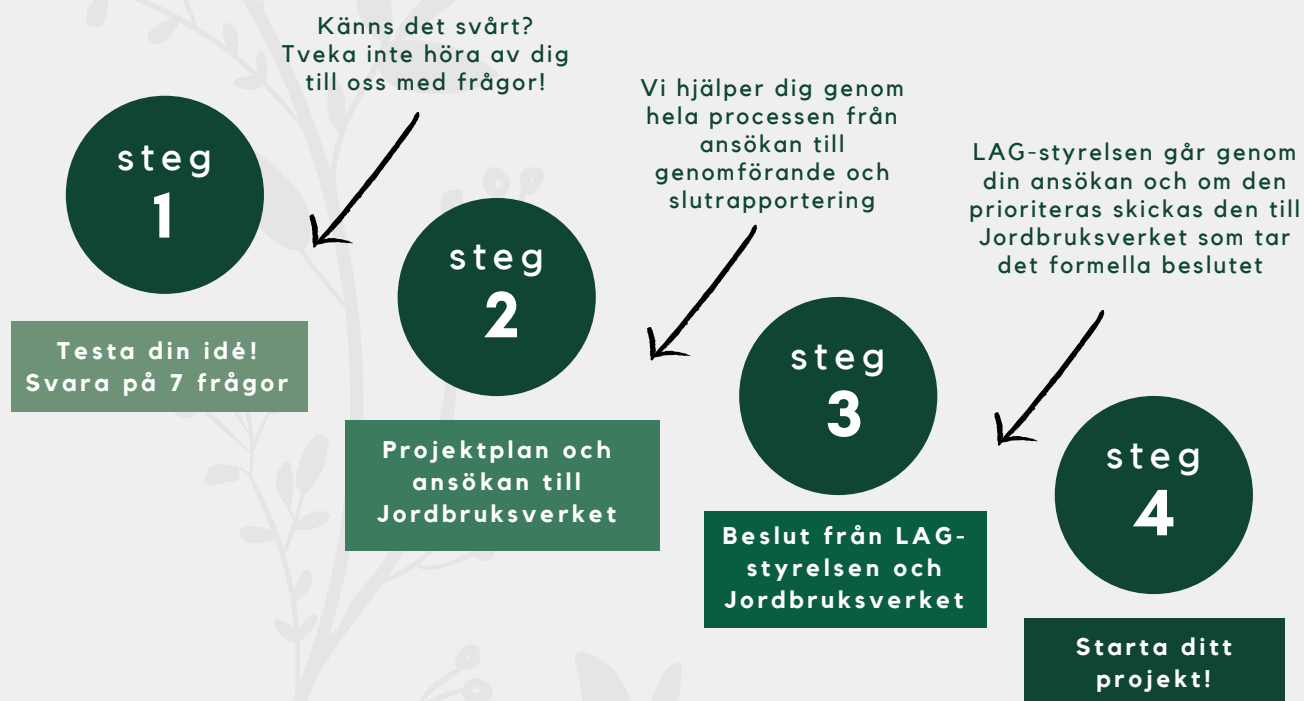 Känns det svårt?
Tveka inte höra av dig
till oss med frågor!
steg
1
Testa din idé!
Svara på 7 frågor
Vi hjälper dig genom
hela processen från
ansökan till
genomförande och
slutrapportering
steg
2
Projektplan och
ansökan till
Jordbruksverket
LAG-styrelsen går genom
din ansökan och om den
prioriteras skickas den till
Jordbruksverket som tar
det formella beslutet
steg
3
Beslut från LAG-
styrelsen och
Jordbruksverket
steg
4
Starta ditt
projekt!